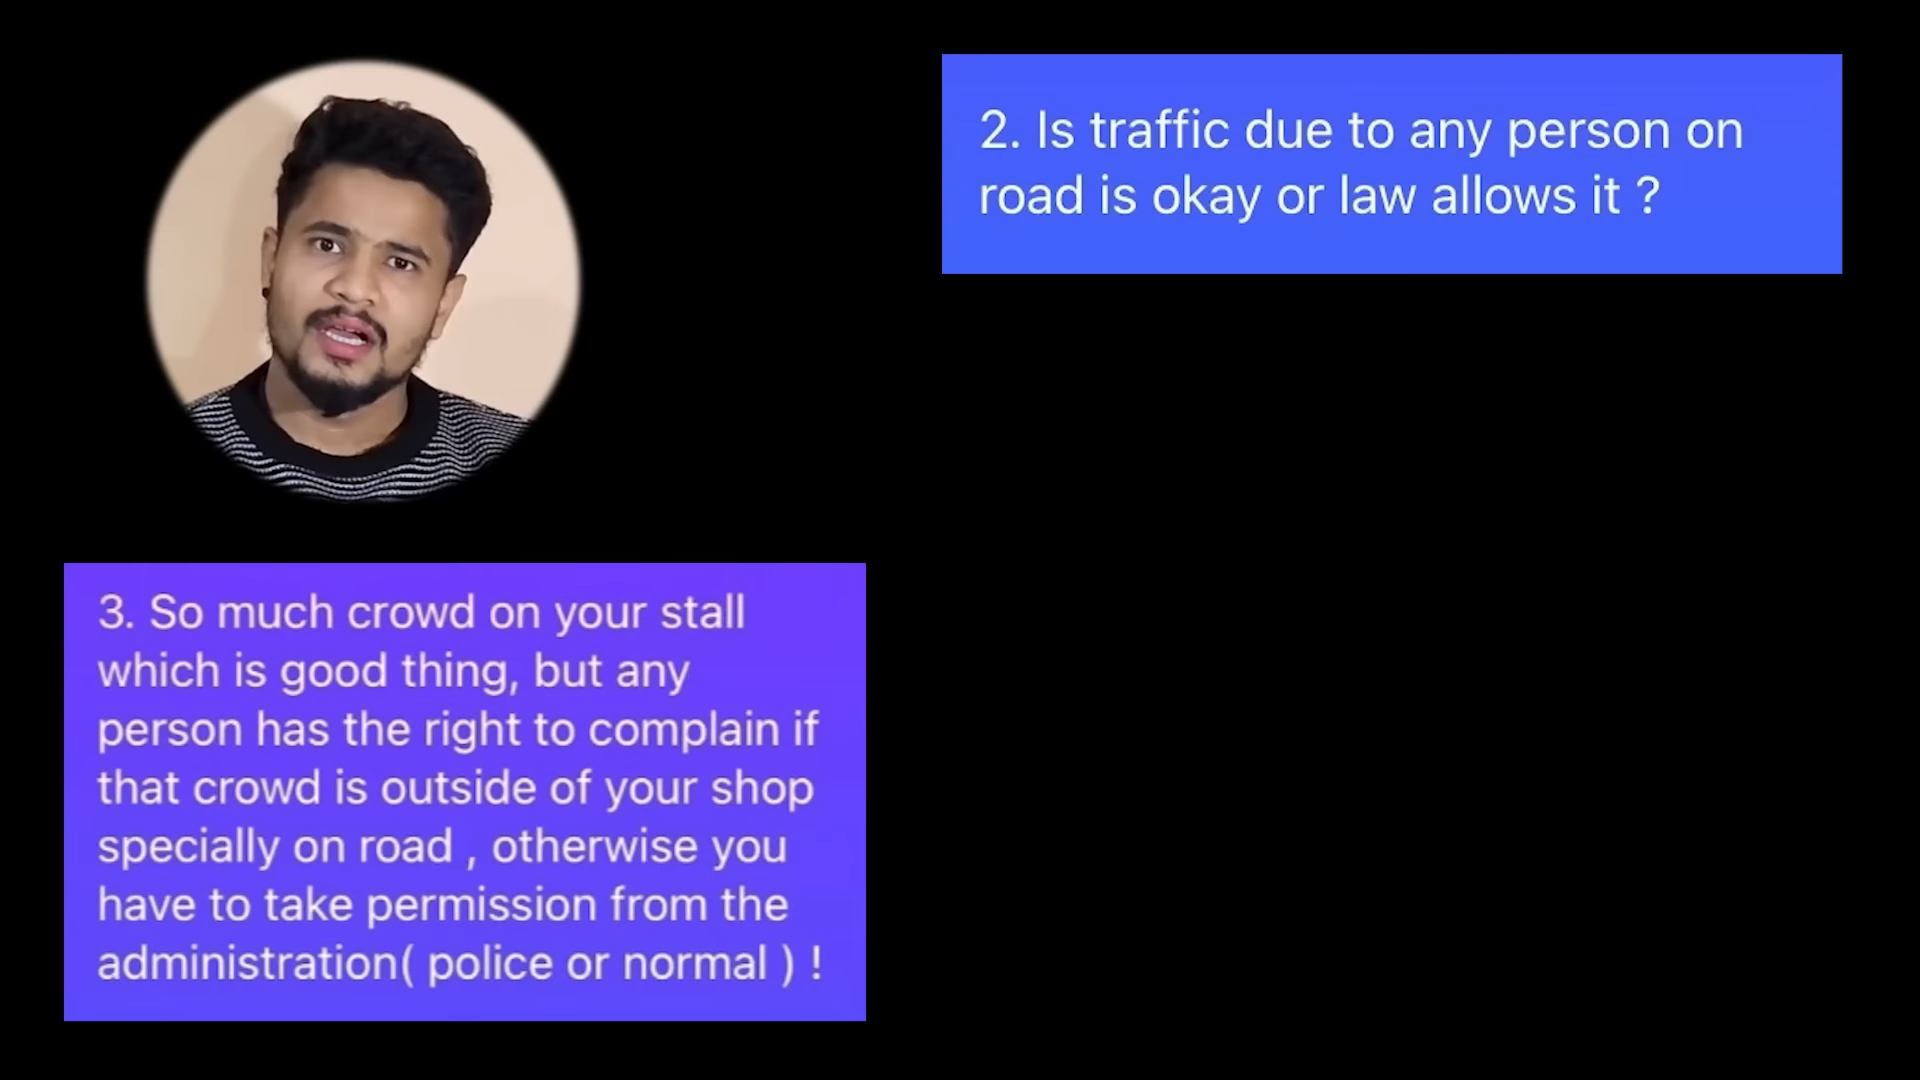 2. Is traffic due to any person on
road is okay or law allows it ?
3. So much crowd on your stall
which is good thing, but any
person has the right to complain if
that crowd is outside of your shop
specially on road , otherwise you
have to take permission from the
administration( police or normal ) !